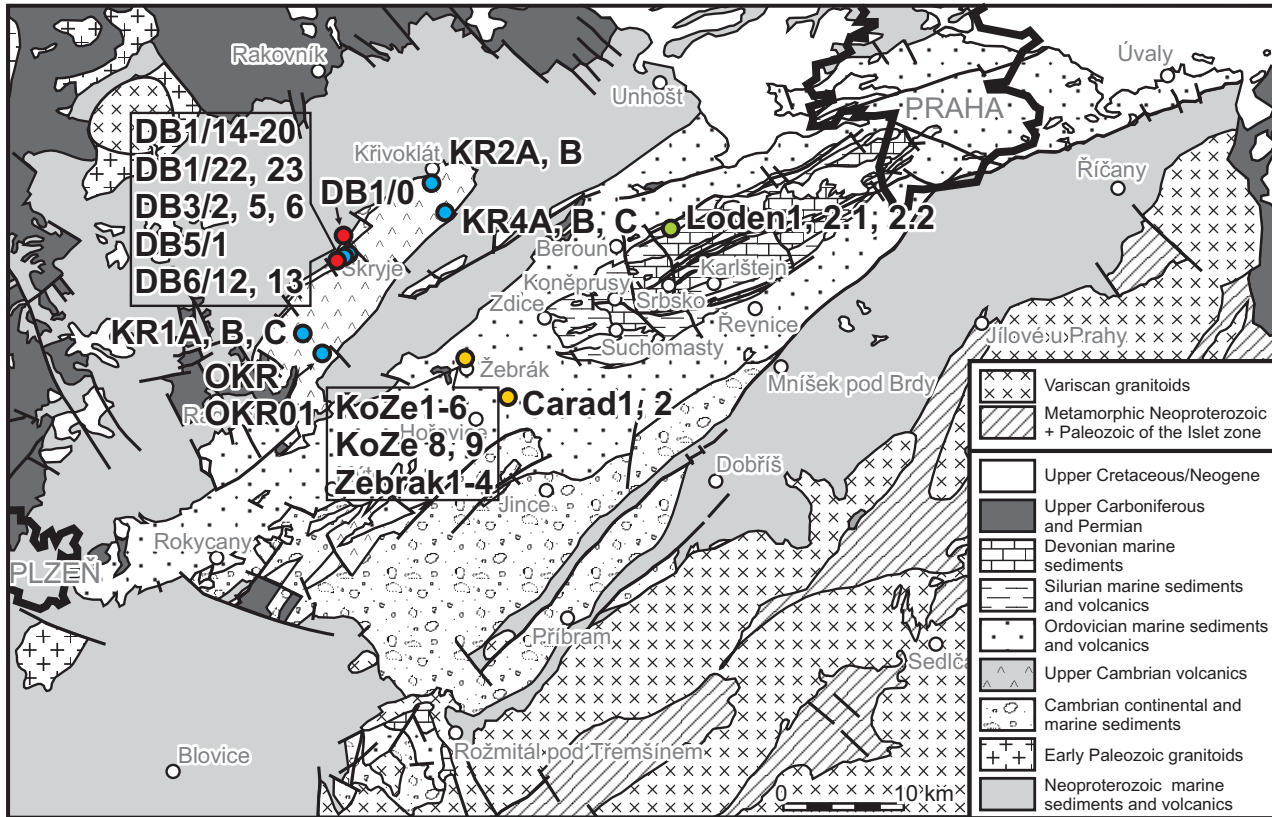 Rakovník
Unhošt
Úvaly
PRAHA
DB1/14-20
DB1/22, 23
DB3/2, 5, 6
DB5/1
DB6/12, 13
Křivoklát
KR2A, B
DB1/0
KR4A, B, C
Říčany
Loden1, 2.1, 2.2
Beroun
Skryje
Koněprusy
Karlštejn
Srbsko
Zdice
Řevnice
KR1A, B, C
Suchomasty
Jílové u Prahy
Žebrák
Mníšek pod Brdy
OKR
OKR01
KoZe1-6
KoZe 8, 9
Zebrak1-4
Hořovice
Carad1, 2
Dobříš
Jince
Rokycany
PLZEŇ
Příbram
Sedlča
Rožmitál pod Třemšínem
Blovice
0 10 km
Variscan granitoids
Metamorphic Neoproterozoic
+ Paleozoic of the Islet zone
Upper Cretaceous/Neogene
Upper Carboniferous
and Permian
Devonian marine
sediments
Silurian marine sediments
and volcanics
Ordovician marine sediments
and volcanics
Upper Cambrian volcanics
Cambrian continental and
marine sediments
Early Paleozoic granitoids
Neoproterozoic marine
sediments and volcanics